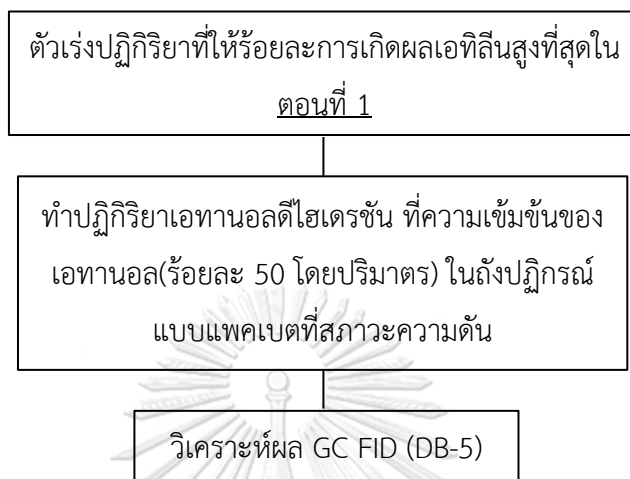 ตัวเร่งปฏิกิริยาที่ให้ร้อยละการเกิดผลเอทิลีนสูงที่สุดใน
ตอนที่ 1
ทำปฏิกิริยาเอทานอลดีไฮเดรชัน ที่ความเข้มข้นของ
เอทานอล(ร้อยละ 50 โดยปริมาตร) ในถังปฏิกรณ์
แบบแพคเบตที่สภาวะความดัน
วิเคราะห์ผล GC FID (DB-5)